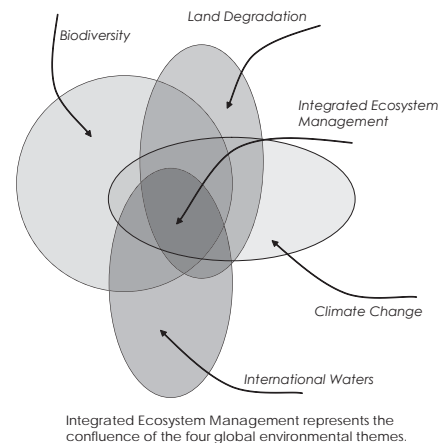 Land Degradation
Biodiversity
Integrated Ecosystem
Management
Climate Change
International Waters
Integrated Ecosystem Management represents the
confluence of the four global environmental themes.